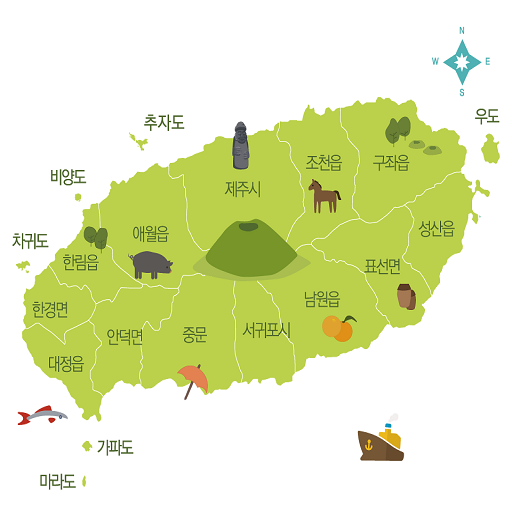 N
W E
S
추자도
우도
비양도
조천읍
구좌읍
제주시
차귀도
애월읍
성산읍
한림읍
표선면
한경면
남원읍
안덕면
중문
서귀포시
대정읍
가파도
마라도